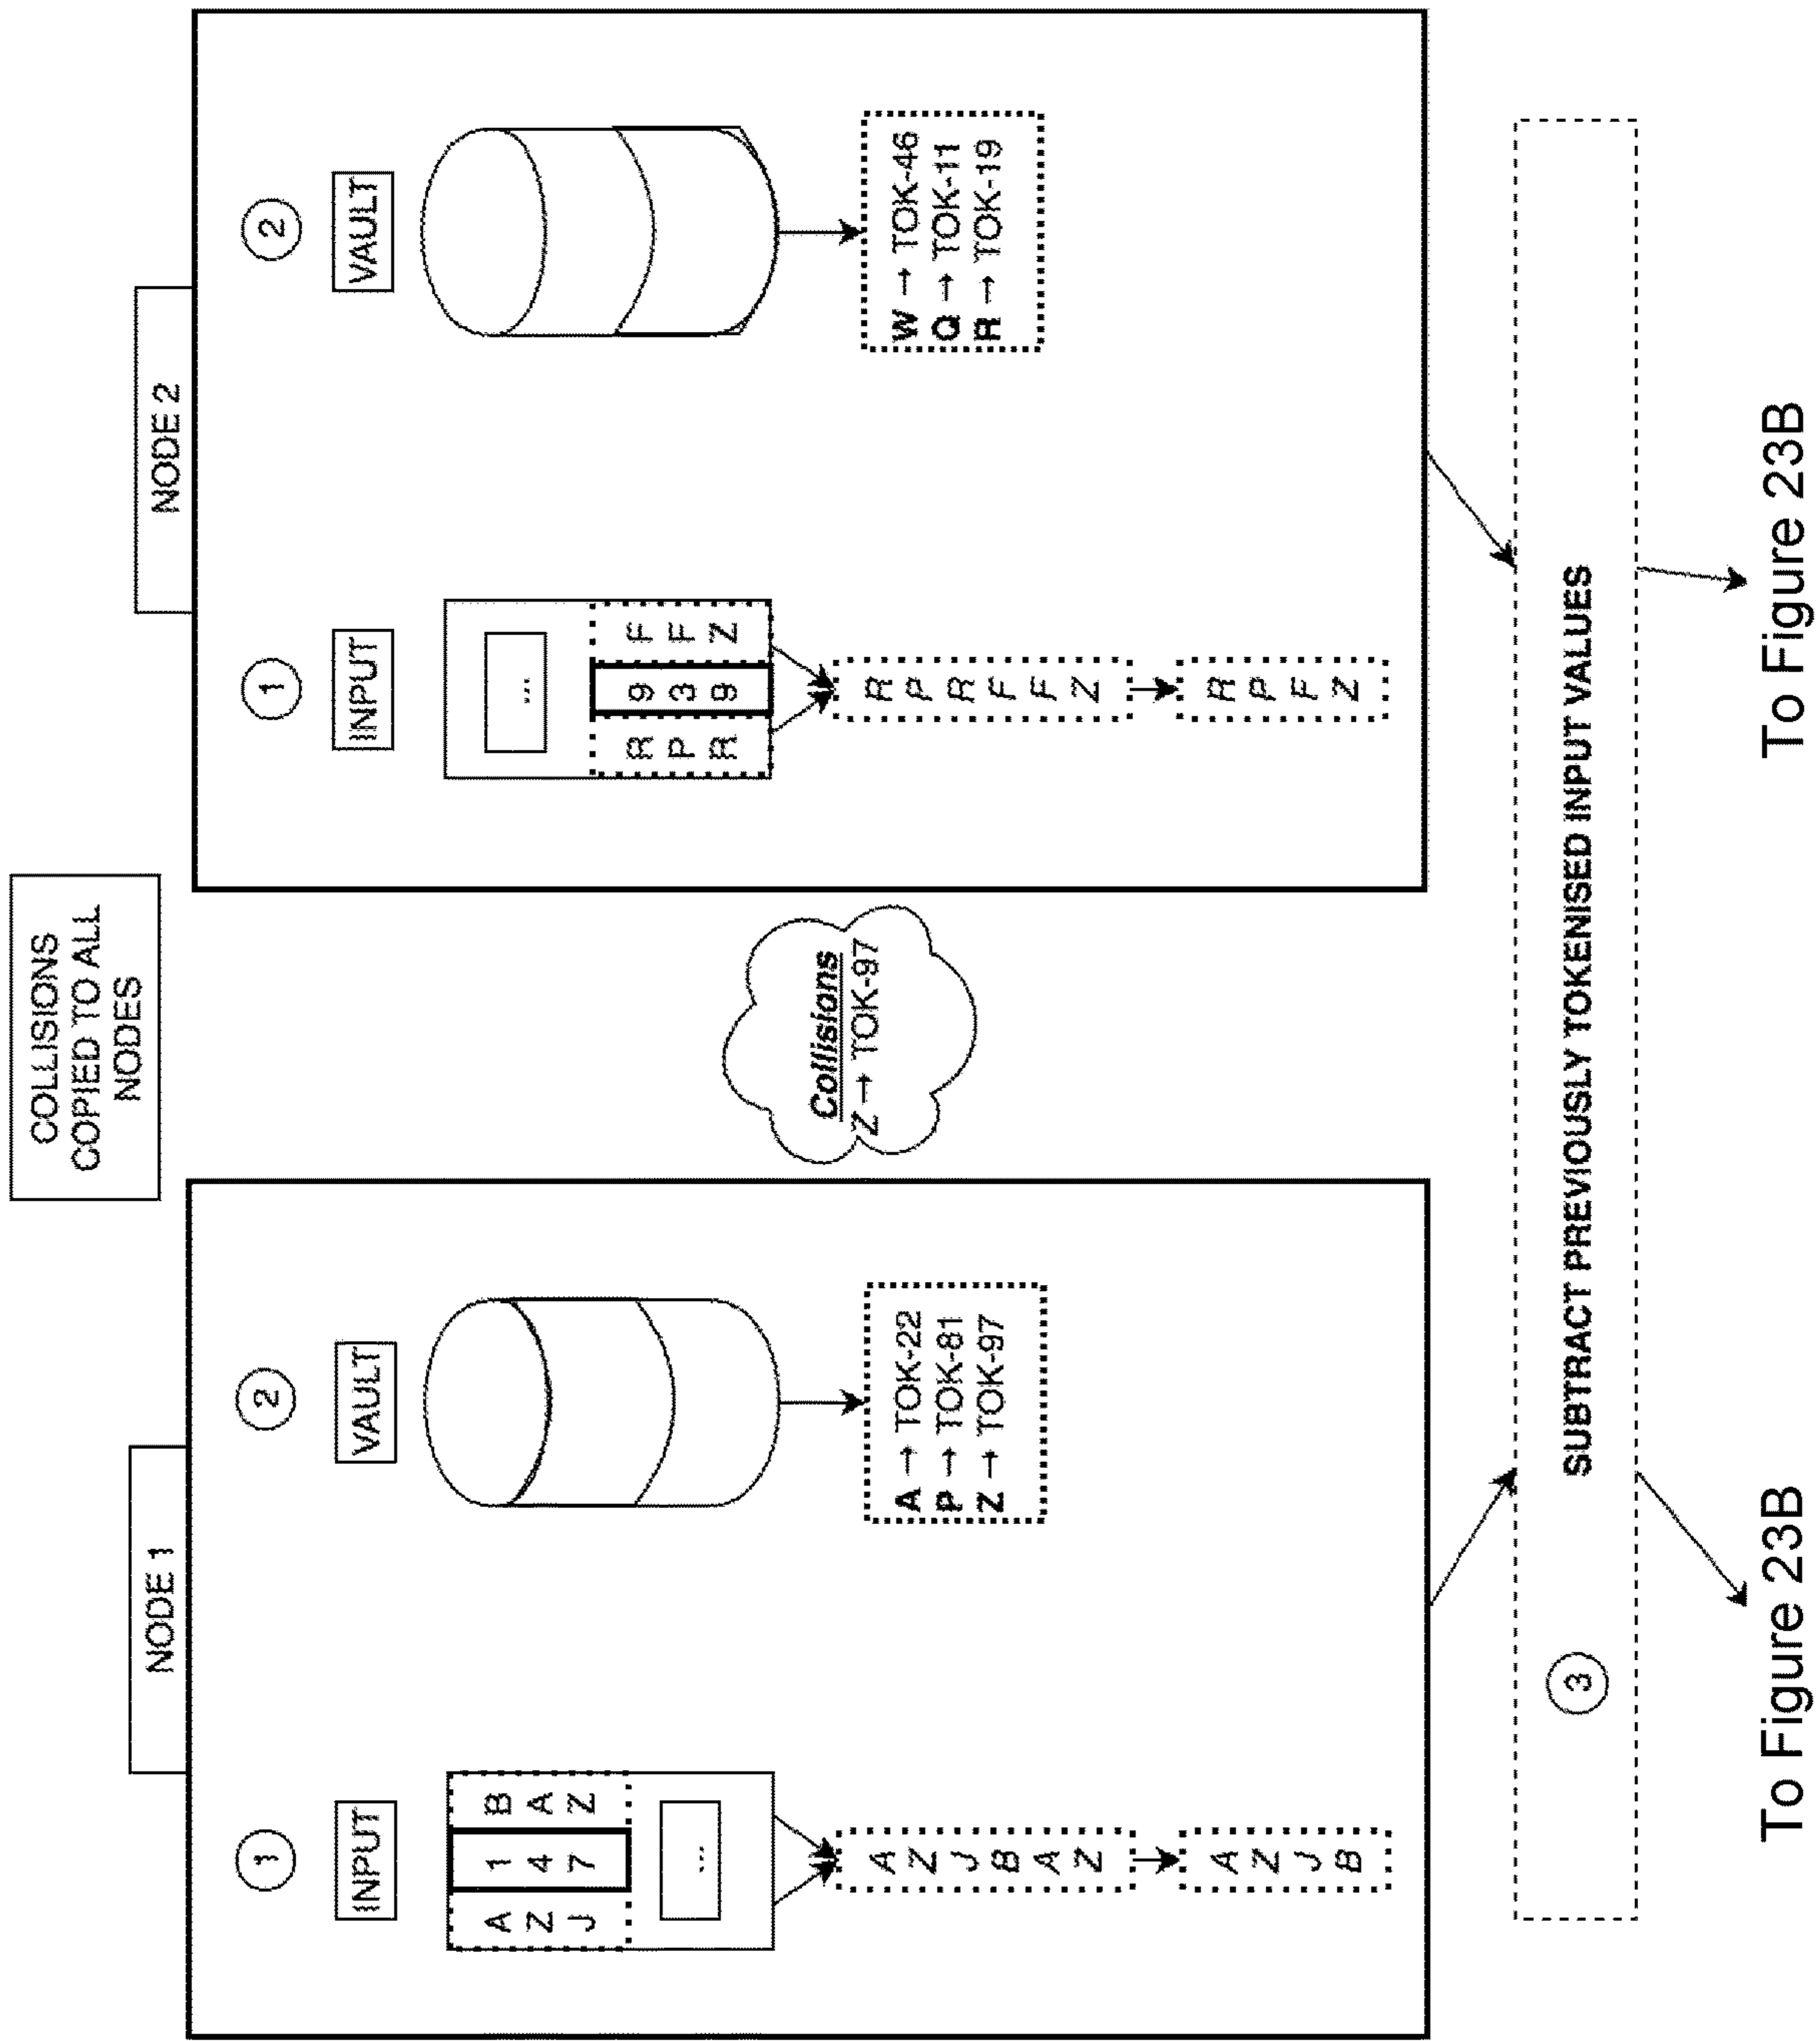 COLLISIONS
COPIED TO ALL
NODES
NODE 1
1
INPUT
A 1 B
Z 4 A
J 7 Z
...
A
Z
J
B
A
Z
A
Z
J
B
2
VAULT
A → TOK-22
P → TOK-81
Z → TOK-97
Collisions
Z → TOK-97
NODE 2
1
INPUT
...
R 9 F
P 3 F
R 9 Z
R
P
R
F
F
Z
R
P
F
Z
2
VAULT
W → TOK-46
Q → TOK-11
R → TOK-19
3 SUBTRACT PREVIOUSLY TOKENISED INPUT VALUES
To Figure 23B
To Figure 23B